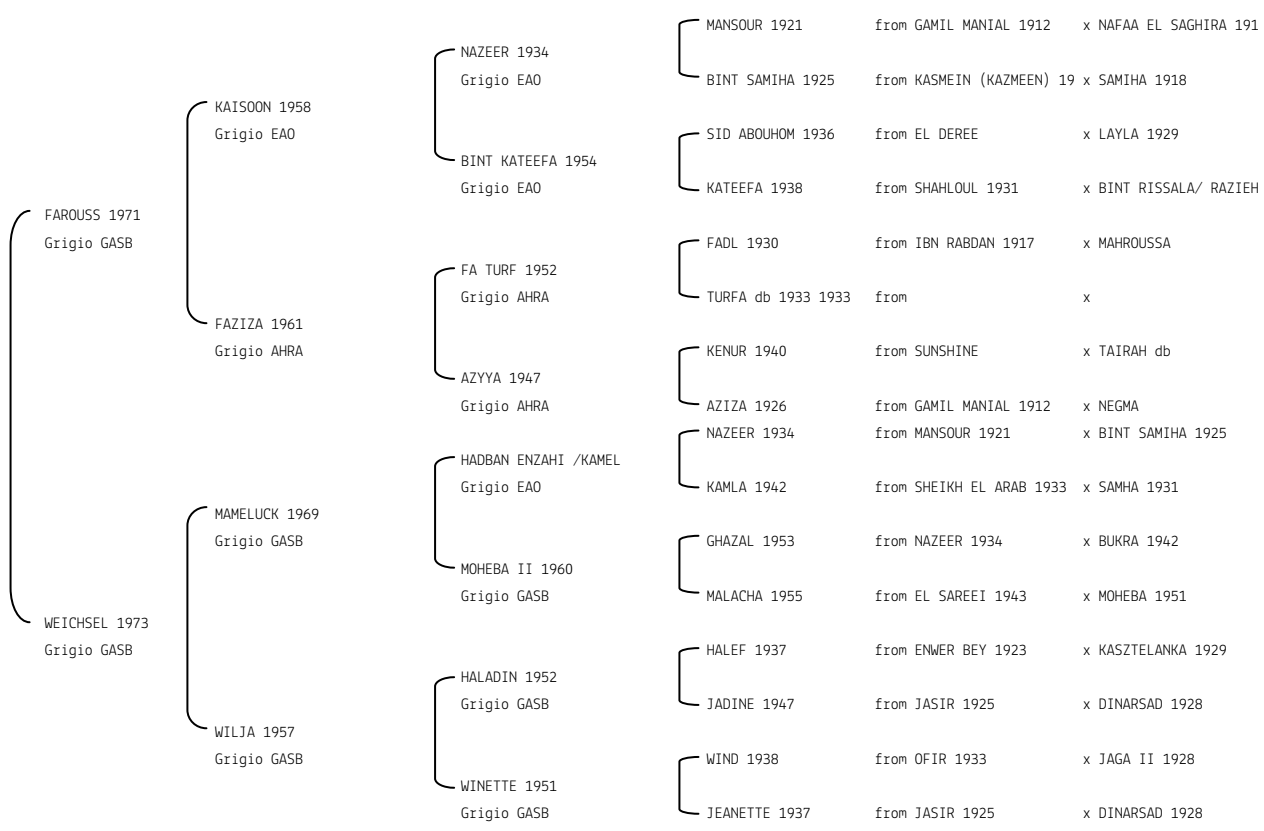 MANSOUR 1921 from GAMIL MANIAL 1912 x NAFAA EL SAGHIRA 191
NAZEER 1934
Grigio EAO BINT SAMIHA 1925 from KASMEIN (KAZMEEN) 19 x SAMIHA 1918
KAISOON 1958
Grigio EAO SID ABOUHOM 1936 from EL DEREE x LAYLA 1929
BINT KATEEFA 1954
Grigio EAO KATEEFA 1938 from SHAHLOUL 1931 x BINT RISSALA/ RAZIEH
FAROUSS 1971
Grigio GASB FADL 1930 from IBN RABDAN 1917 x MAHROUSSA
FA TURF 1952
Grigio AHRA TURFA db 1933 1933 from x
FAZIZA 1961
Grigio AHRA KENUR 1940 from SUNSHINE x TAIRAH db
AZYYA 1947
Grigio AHRA AZIZA 1926 from GAMIL MANIAL 1912 x NEGMA
NAZEER 1934 from MANSOUR 1921 x BINT SAMIHA 1925
HADBAN ENZAHI /KAMEL
Grigio EAO KAMLA 1942 from SHEIKH EL ARAB 1933 x SAMHA 1931
MAMELUCK 1969
Grigio GASB GHAZAL 1953 from NAZEER 1934 x BUKRA 1942
MOHEBA II 1960
Grigio GASB MALACHA 1955 from EL SAREEI 1943 x MOHEBA 1951
WEICHSEL 1973
Grigio GASB HALEF 1937 from ENWER BEY 1923 x KASZTELANKA 1929
HALADIN 1952
Grigio GASB JADINE 1947 from JASIR 1925 x DINARSAD 1928
WILJA 1957
Grigio GASB WIND 1938 from OFIR 1933 x JAGA II 1928
WINETTE 1951
Grigio GASB JEANETTE 1937 from JASIR 1925 x DINARSAD 1928